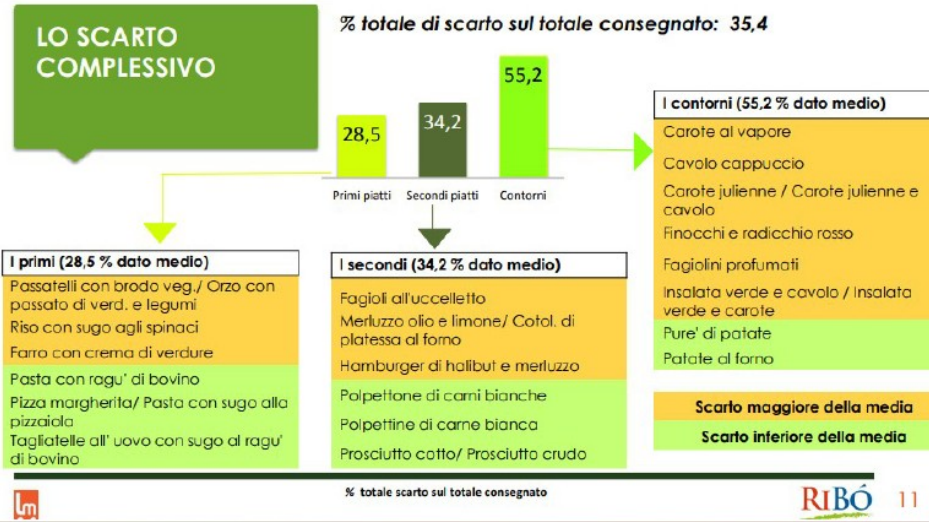 LO SCARTO
COMPLESSIVO
% totale di scarto sul totale consegnato: 35,4
28,5
34,2
55,2
Primi piatti
Secondi piatti
Contorni
I primi (28,5 % dato medio)
Passatelli con brodo veg./ Orzo con
passato di verd. e legumi
Riso con sugo agli spinaci
Farro con crema di verdure
Pasta con ragu' di bovino
Pizza margherita/ Pasta con sugo alla
pizzaiola
Tagliatelle all' uovo con sugo al ragu'
di bovino
I secondi (34,2 % dato medio)
Fagioli all'uccelletto
Merluzzo olio e limone/ Cotol. di
platessa al forno
Hamburger di halibut e merluzzo
Polpettone di carni bianche
Polpettine di carne bianca
Prosciutto cotto/ Prosciutto crudo
I contorni (55,2 % dato medio)
Carote al vapore
Cavolo cappuccio
Carote julienne / Carote julienne e
cavolo
Finocchi e radicchio rosso
Fagiolini profumati
Insalata verde e cavolo / Insalata
verde e carote
Pure' di patate
Patate al forno
Scarto maggiore della media
Scarto inferiore della media
lm
% totale scarto sul totale consegnato
RIBÓ
11